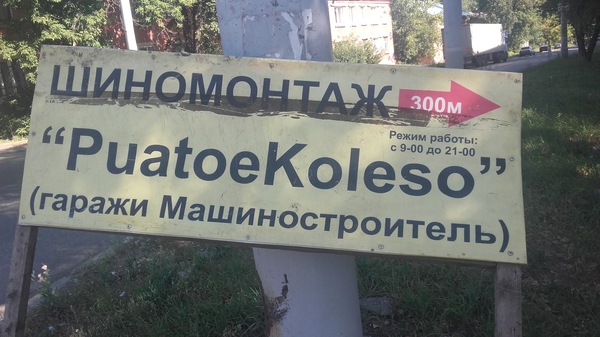 ШИНОМОНТАЖ 300м
Режим работы:
с 9-00 до 21-00
"PuatoeKoleso"
(гаражи Машиностроитель)